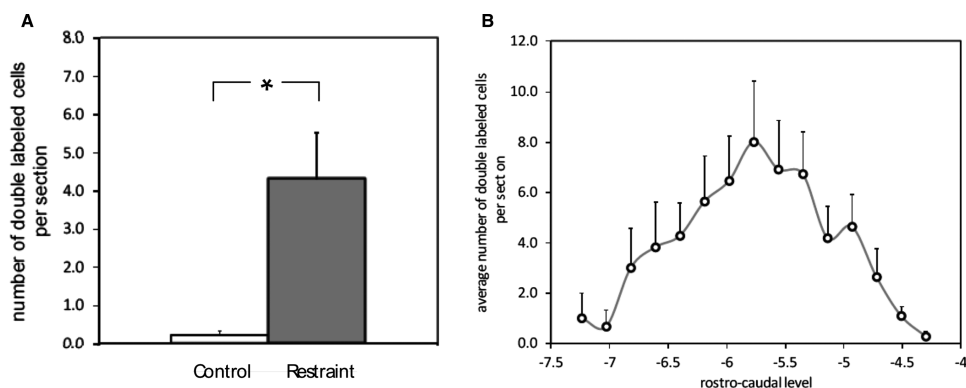 A
number of double labeled cells
per section
8.0
7.0
6.0
5.0
4.0
3.0
2.0
1.0
0.0
*
Control
Restraint
B
average number of double labeled cells
per sect on
12.0
10.0
8.0
6.0
4.0
2.0
0.0
-7.5
-7
-6.5
-6
-5.5
-5
-4.5
-4
rostro-caudal level